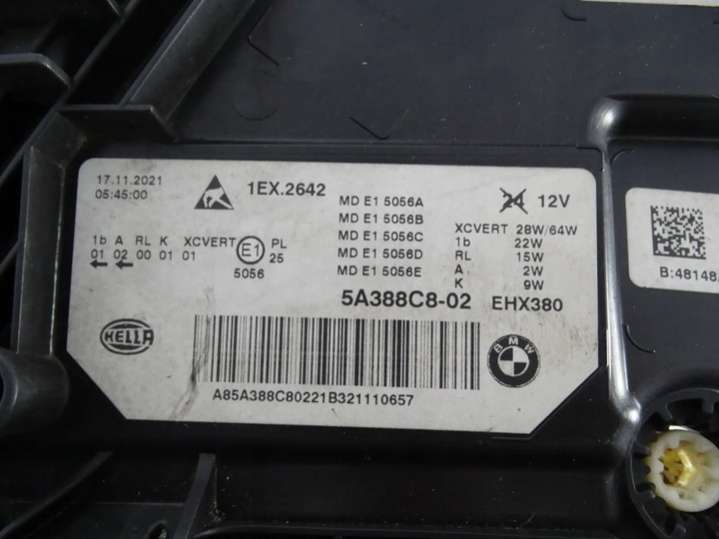 17.11.2021
05:45:00
1EX.2642
1b A RL K XCVERT E1 PL
01 02 00 01 01 25
5056
MD E1 5056A
MD E1 5056B
MD E1 5056C
MD E1 5056D
MD E1 5056E
24 12V
XCVERT 28W/64W
1b 22W
RL 15W
A 2W
K 9W
5A388C8-02 EHX380
HELLA
BMW
A85A388C80221B321110657
B:48148